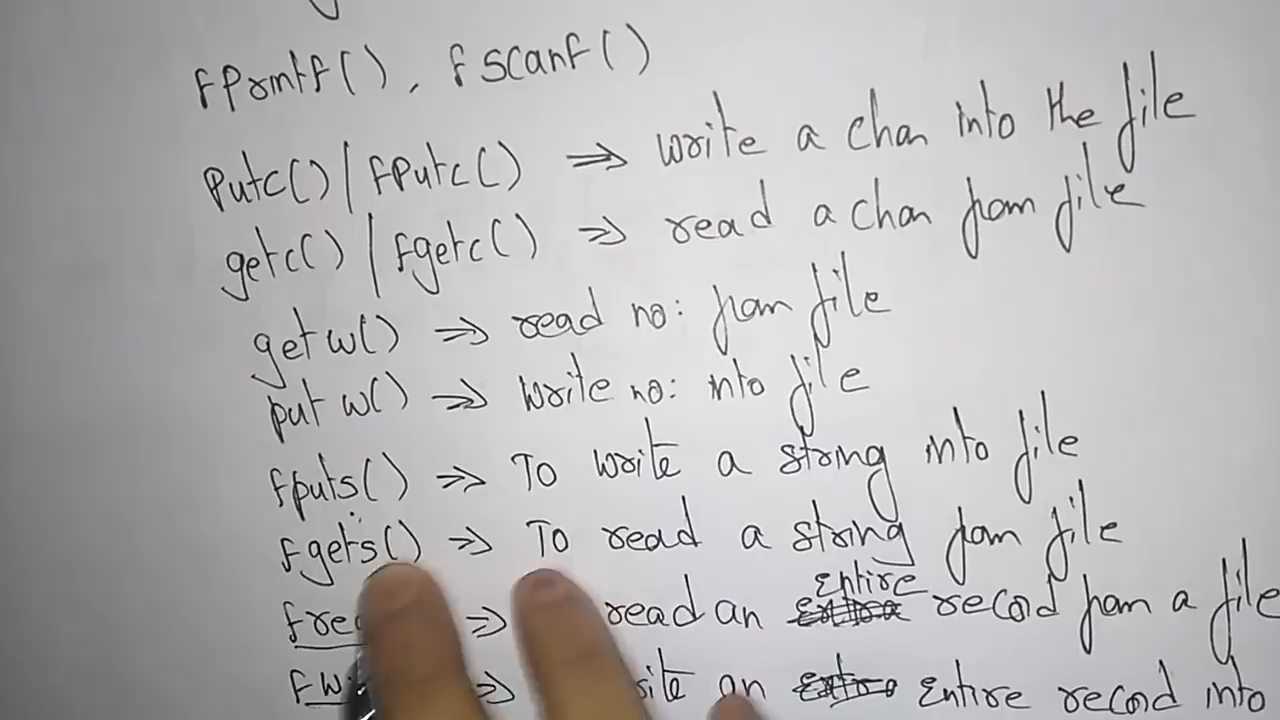 fprintf(), fscanf()
putc() | fputc() => write a char into the file
getc() | fgetc() => read a char from file
getw() => read no: from file
putw() => write no: into file
fputs() => To write a string into file
fgets() => To read a string from file
Entire
=> read an record from a file
=> an Entire record into